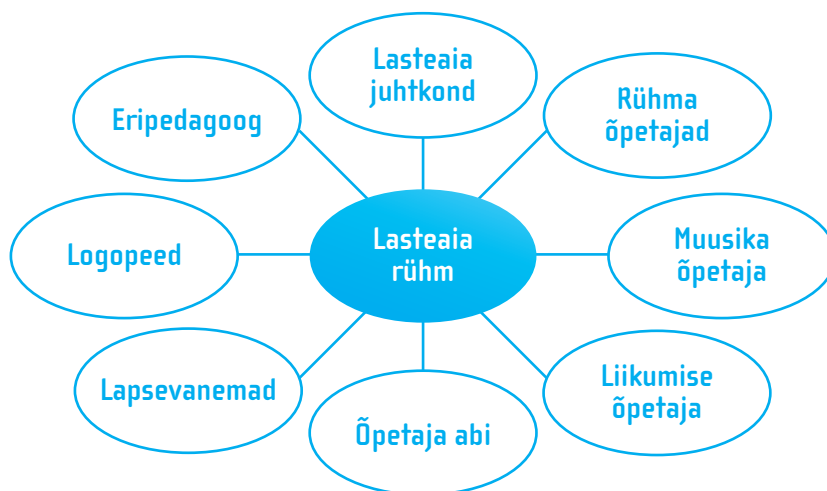 Lasteaia
juhtkond
Rühma
õpetajad
Eripedagoog
Lasteaia
rühm
Logopeed
Muusika
õpetaja
Lapsevanemad
Liikumise
õpetaja
Õpetaja abi